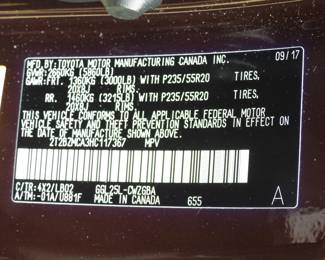 MFD. BY: TOYOTA MOTOR MANUFACTURING CANADA INC. 09/17
GVWR: 2660KG (5860LB)
GAWR: FRT. 1360KG (3000LB) WITH P235/55R20 TIRES,
20X8J RIMS,
RR. 1460KG (3215LB) WITH P235/55R20 TIRES,
20X8J RIMS,
THIS VEHICLE CONFORMS TO ALL APPLICABLE FEDERAL MOTOR
VEHICLE SAFETY AND THEFT PREVENTION STANDARDS IN EFFECT
ON THE DATE OF MANUFACTURE SHOWN ABOVE.
2T2BZMCA3HC117367 MPV
C/TR: 4X2/LB02 GGL25L-CWZGBA
A/TM: -01A/U881F MADE IN CANADA 655 A